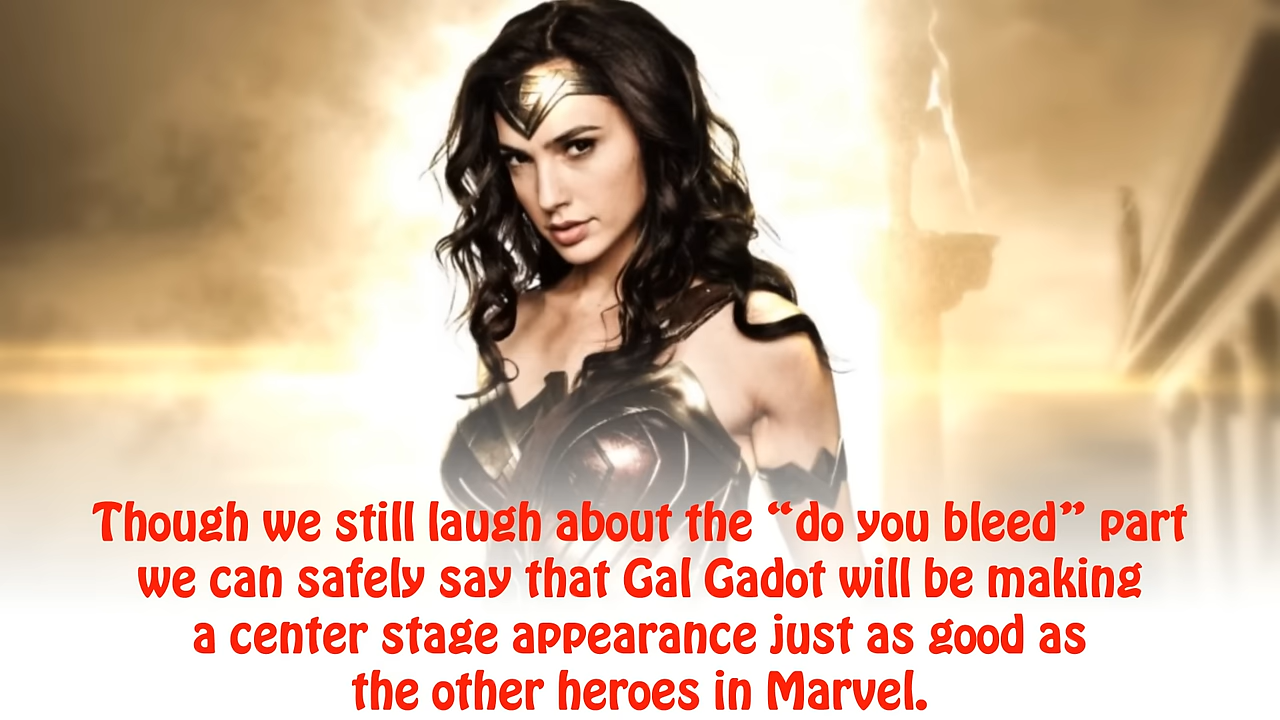 Though we still laugh about the “do you bleed” part
we can safely say that Gal Gadot will be making
a center stage appearance just as good as
the other heroes in Marvel.